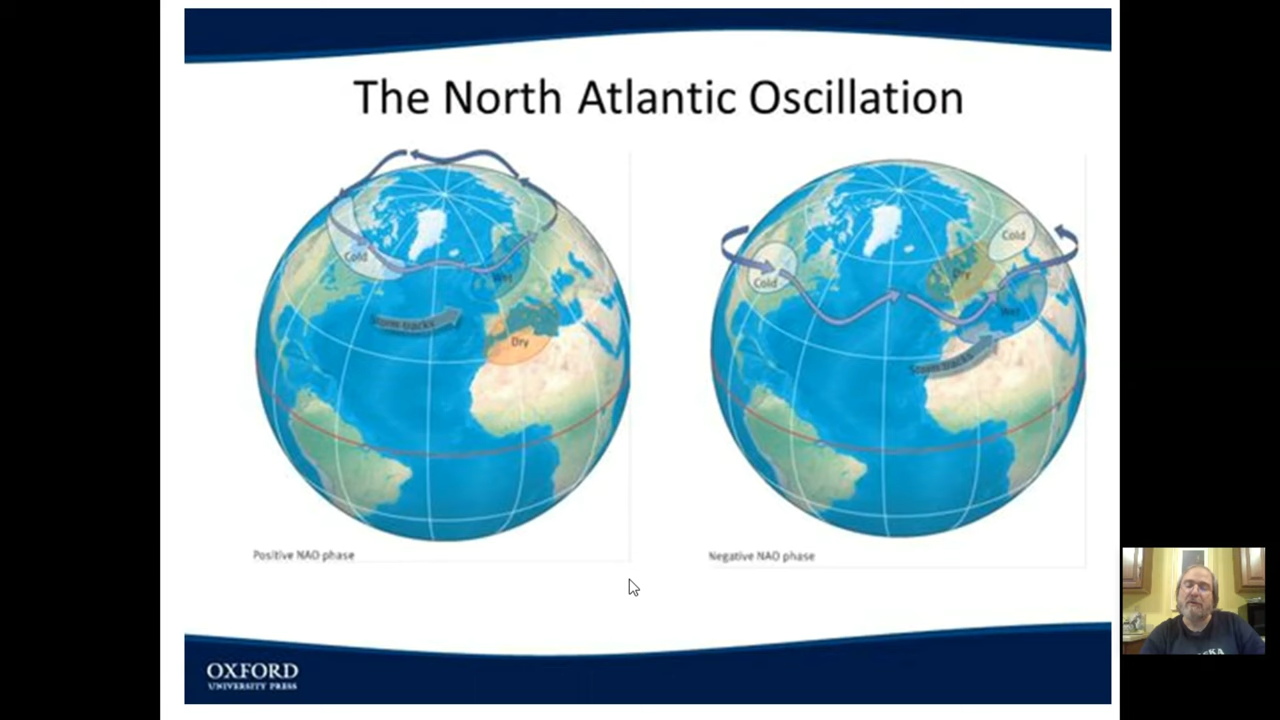 The North Atlantic Oscillation
Cold
Wet
Storm tracks
Dry
Positive NAO phase
Cold
Cold
Dry
Wet
Storm tracks
Negative NAO phase
OXFORD
UNIVERSITY PRESS